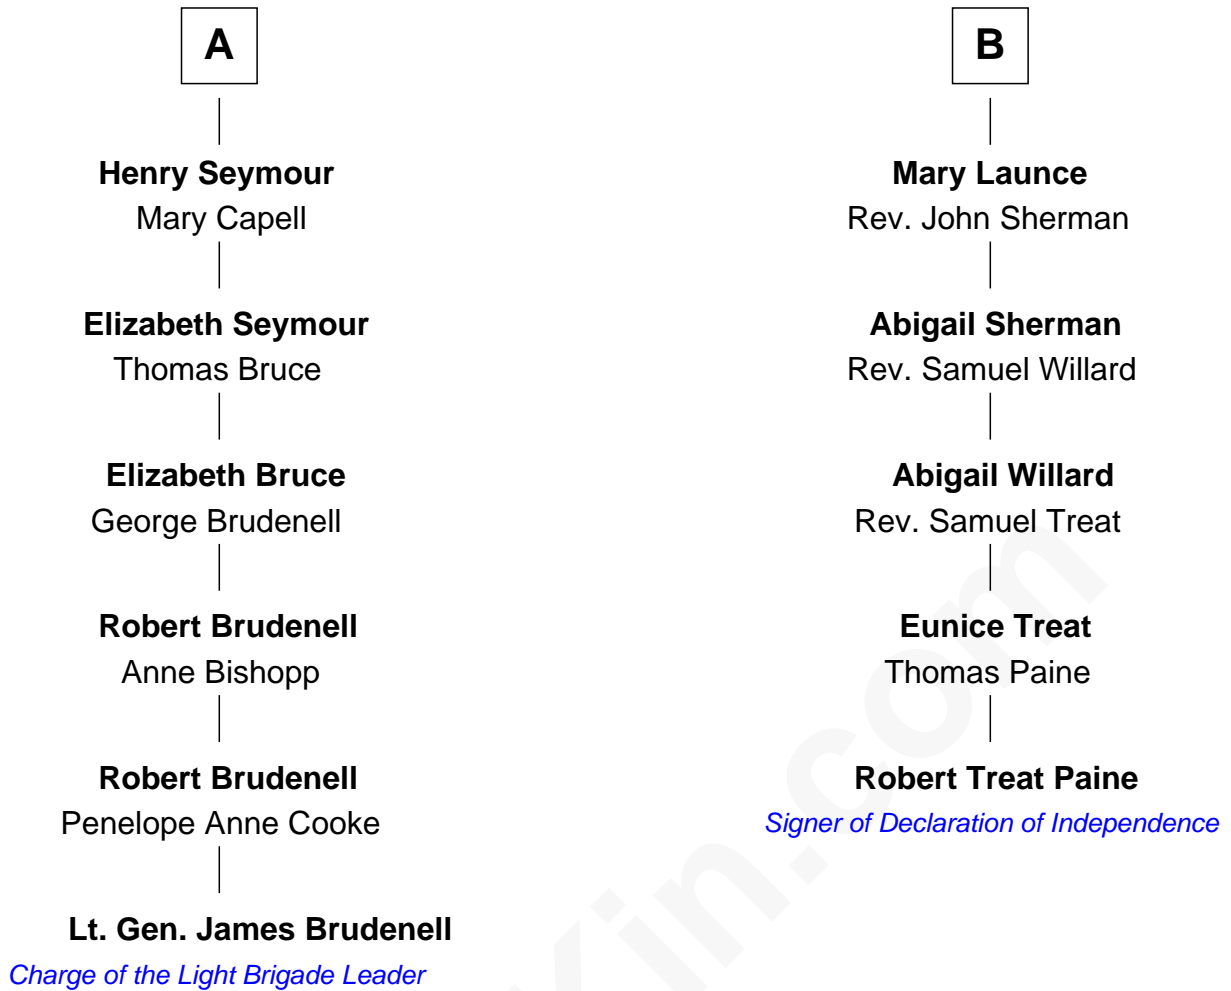 A
Henry Seymour
Mary Capell
Elizabeth Seymour
Thomas Bruce
Elizabeth Bruce
George Brudenell
Robert Brudenell
Anne Bishopp
Robert Brudenell
Penelope Anne Cooke
Lt. Gen. James Brudenell
Charge of the Light Brigade Leader
B
Mary Launce
Rev. John Sherman
Abigail Sherman
Rev. Samuel Willard
Abigail Willard
Rev. Samuel Treat
Eunice Treat
Thomas Paine
Robert Treat Paine
Signer of Declaration of Independence